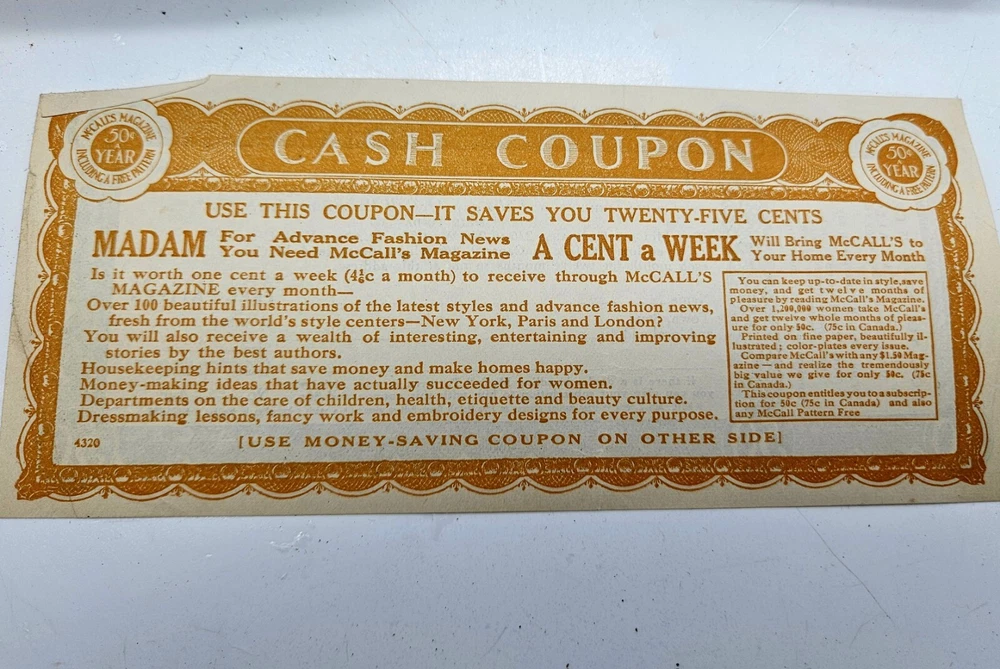 McCALL'S MAGAZINE
50¢
A
YEAR
INCLUDING A FREE PATTERN
CASH COUPON
McCALL'S MAGAZINE
50¢
A
YEAR
INCLUDING A FREE PATTERN
USE THIS COUPON—IT SAVES YOU TWENTY-FIVE CENTS
MADAM For Advance Fashion News
You Need McCall's Magazine
A CENT a WEEK Will Bring McCALL'S to
Your Home Every Month
Is it worth one cent a week (4⅙c a month) to receive through McCALL'S
MAGAZINE every month—
Over 100 beautiful illustrations of the latest styles and advance fashion news,
fresh from the world's style centers—New York, Paris and London?
You will also receive a wealth of interesting, entertaining and improving
stories by the best authors.
Housekeeping hints that save money and make homes happy.
Money-making ideas that have actually succeeded for women.
Departments on the care of children, health, etiquette and beauty culture.
Dressmaking lessons, fancy work and embroidery designs for every purpose.
You can keep up-to-date in style, save
money, and get twelve months of
pleasure by reading McCall's Magazine.
Over 1,200,000 women take McCall's
and get twelve whole months of pleas-
ure for only 50c. (75c in Canada.)
Printed on fine paper, beautifully il-
lustrated; color-plates every issue.
Compare McCall's with any $1.50 Mag-
azine—and realize the tremendously
big value we give for only 50c. (75c
in Canada.)
This coupon entitles you to a subscrip-
tion for 50c (75c in Canada) and also
any McCall Pattern Free
4320
[USE MONEY-SAVING COUPON ON OTHER SIDE]